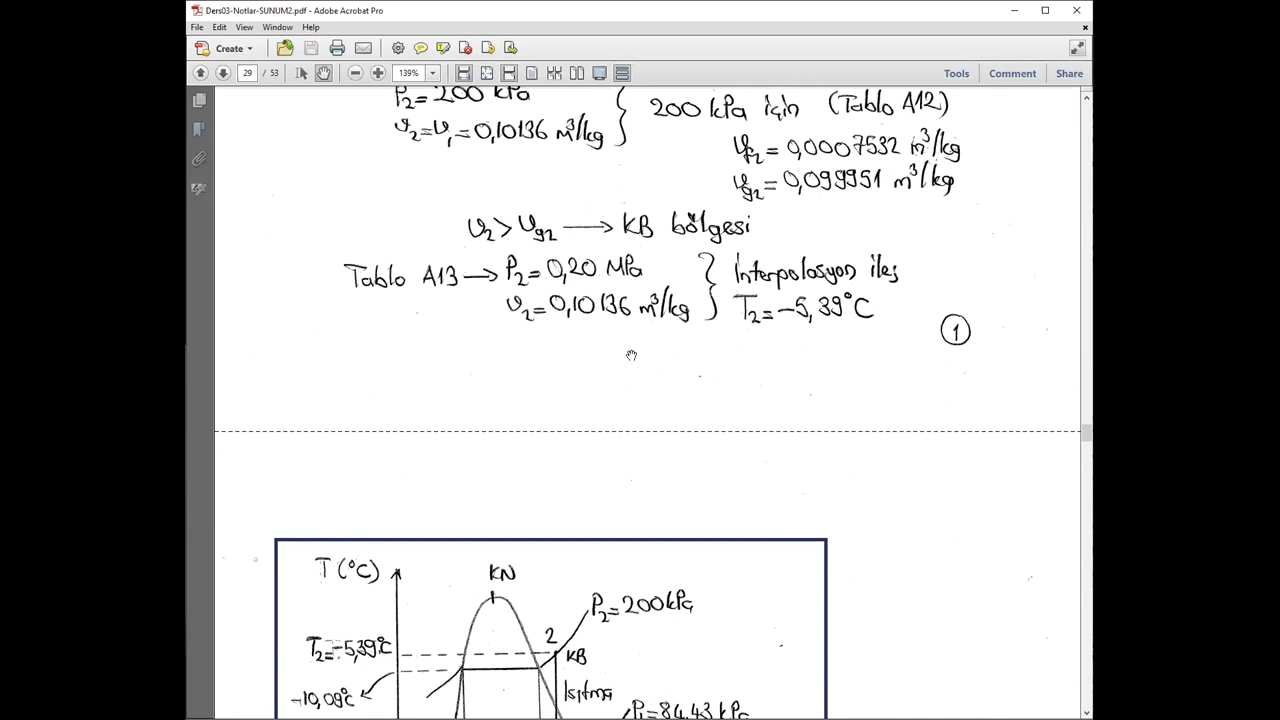 Ders03-Notlar-SUNUM2.pdf - Adobe Acrobat Pro
File Edit View Window Help
Create
29 / 53 139% Tools Comment Share
P₂= 200 kPa
200 kPa için (Tablo A12)
υ₂=υ₁=0,10136 m³/kg
υf₂ = 0,0007532 m³/kg
υg₂ = 0,099951 m³/kg
υ₂ > υg₂ → KB bölgesi
Tablo A13 → P₂ = 0,20 MPa
İnterpolasyon ile;
υ₂=0,10136 m³/kg
T₂= -5,39°C
1
T(°C)
KN
P₂=200kPa
2
T₂=-5,39°C
KB
-10,09°C
Isıtma
P₁=84.43 kPa